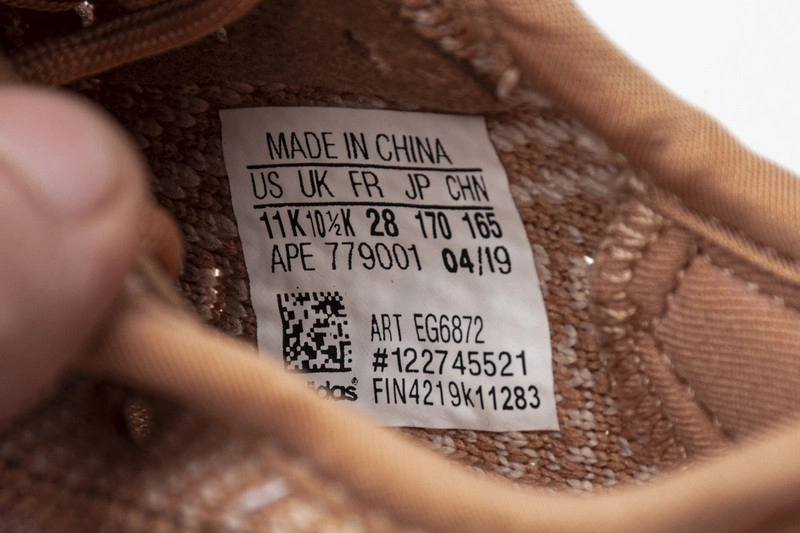 MADE IN CHINA
US UK FR JP CHN
11K 10½K 28 170 165
APE 779001 04/19
ART EG6872
#122745521
FIN4219k11283